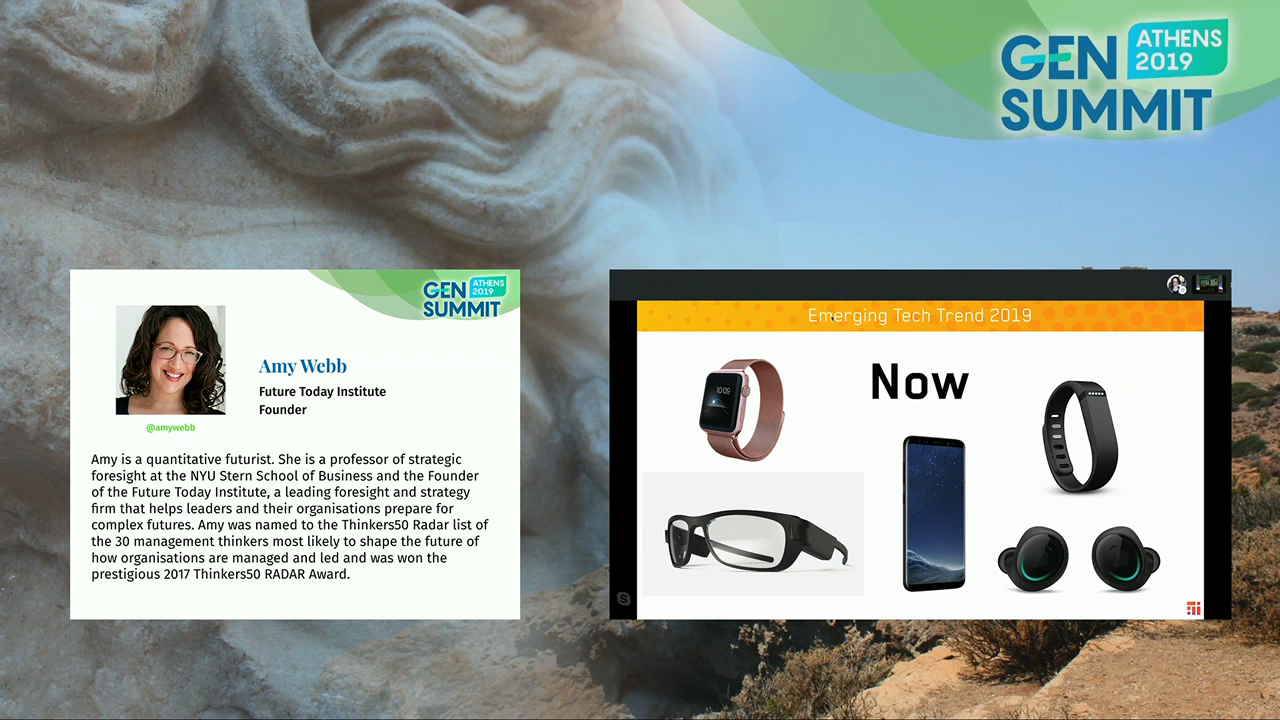 GEN
ATHENS
2019
SUMMIT
GEN
ATHENS
2019
SUMMIT
Amy Webb
Future Today Institute
Founder
@amywebb
Amy is a quantitative futurist. She is a professor of strategic
foresight at the NYU Stern School of Business and the Founder
of the Future Today Institute, a leading foresight and strategy
firm that helps leaders and their organisations prepare for
complex futures. Amy was named to the Thinkers50 Radar list of
the 30 management thinkers most likely to shape the future of
how organisations are managed and led and was won the
prestigious 2017 Thinkers50 RADAR Award.
Emerging Tech Trend 2019
Now
10:09